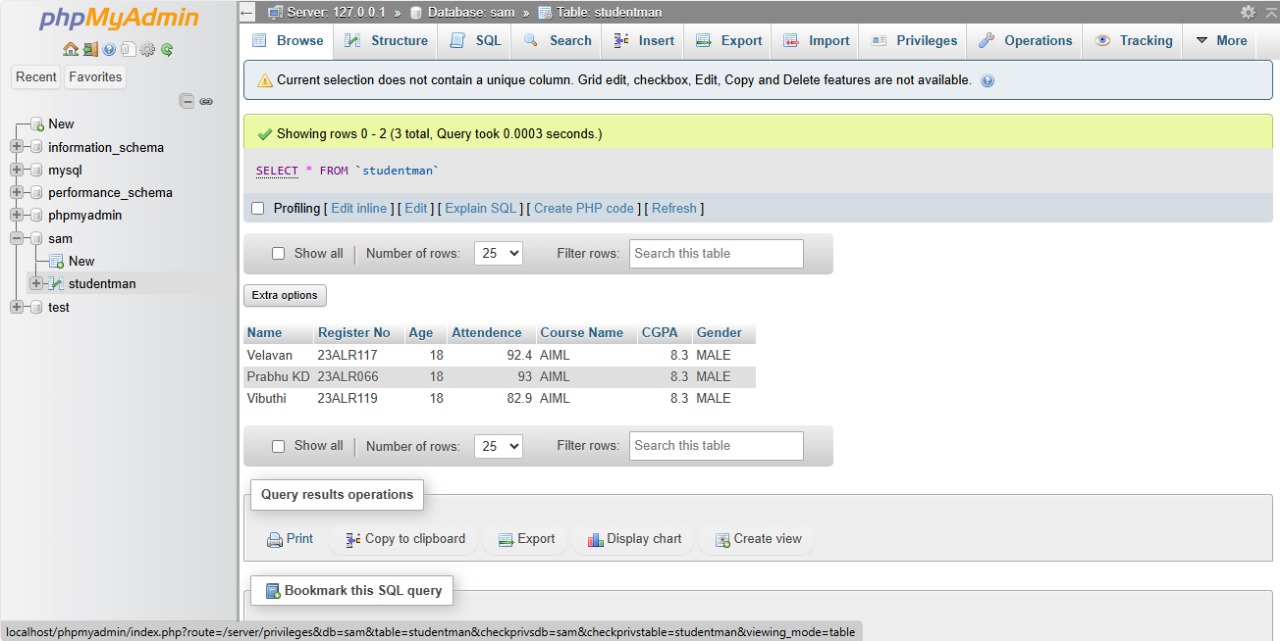 phpMyAdmin
Recent Favorites
New
information_schema
mysql
performance_schema
phpmyadmin
sam
New
studentman
test
Server: 127.0.0.1 » Database: sam » Table: studentman
Browse Structure SQL Search Insert Export Import Privileges Operations Tracking More
Current selection does not contain a unique column. Grid edit, checkbox, Edit, Copy and Delete features are not available.
Showing rows 0 - 2 (3 total, Query took 0.0003 seconds.)
SELECT * FROM `studentman`
Profiling [ Edit inline ] [ Edit ] [ Explain SQL ] [ Create PHP code ] [ Refresh ]
Show all Number of rows: 25 Filter rows: Search this table
Extra options
Name Register No Age Attendence Course Name CGPA Gender
Velavan 23ALR117 18 92.4 AIML 8.3 MALE
Prabhu KD 23ALR066 18 93 AIML 8.3 MALE
Vibuthi 23ALR119 18 82.9 AIML 8.3 MALE
Show all Number of rows: 25 Filter rows: Search this table
Query results operations
Print Copy to clipboard Export Display chart Create view
Bookmark this SQL query
localhost/phpmyadmin/index.php?route=/server/privileges&db=sam&table=studentman&checkprivsdb=sam&checkprivstable=studentman&viewing_mode=table